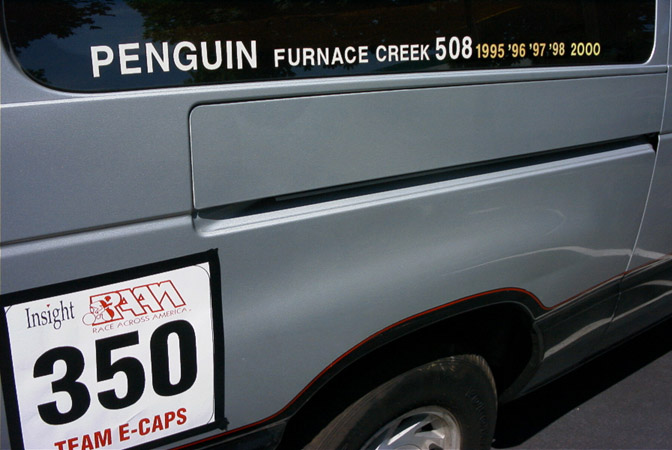 PENGUIN FURNACE CREEK 508 1995 '96 '97 '98 2000
Insight RAAM
RACE ACROSS AMERICA
350
TEAM E-CAPS